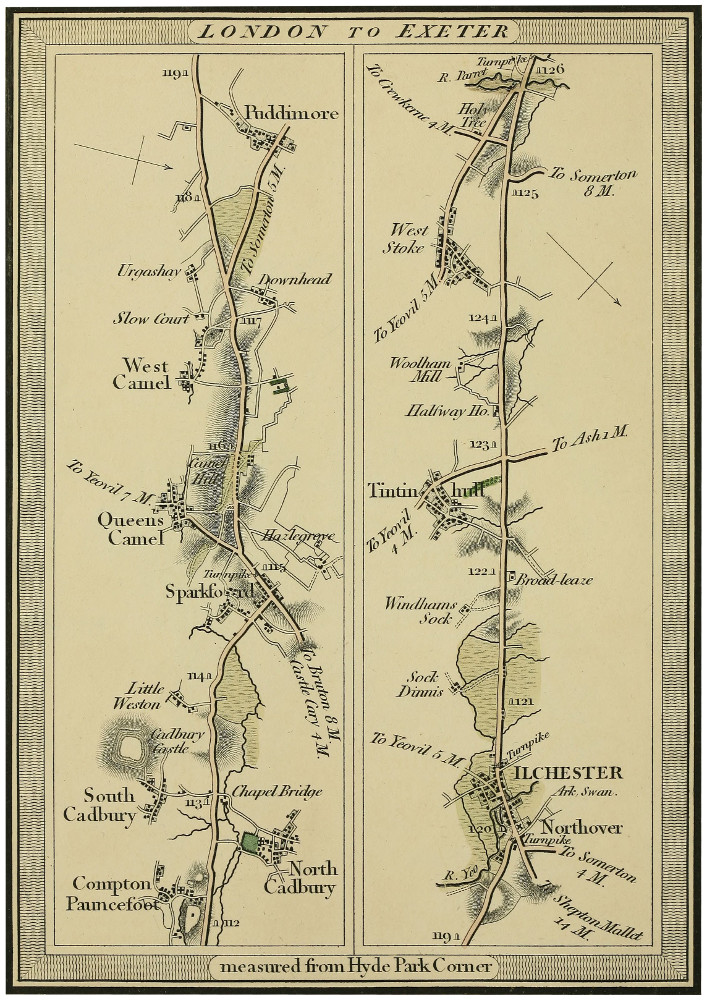 LONDON TO EXETER
119
Puddimore
118
To Somerton 5 M.
Urgashay
Downhead
Slow Court
117
West
Camel
116
Camel
Hill
To Yeovil 7 M.
Queens
Camel
Hazlegrove
115
Turnpike
Sparkford
To Bruton 8 M
Castle Cary 4 M.
114
Little
Weston
Cadbury
Castle
South
Cadbury
113
Chapel Bridge
North
Cadbury
Compton
Pauncefoot
112
Turnpike
126
R. Parret
To Crewkerne 4 M.
Holy
Tree
To Somerton
8 M.
125
West
Stoke
To Yeovil 5 M.
124
Woolham
Mill
Halfway Ho.
123
To Ash 1 M.
Tintinhull
To Yeovil
4 M.
122
Broad-leaze
Windhams
Sock
Sock
Dinnis
121
Turnpike
To Yeovil 5 M.
ILCHESTER
Ark, Swan.
120
Northover
Turnpike
To Somerton
4 M.
R. Yeo
To Shepton Mallet
14 M.
119
measured from Hyde Park Corner